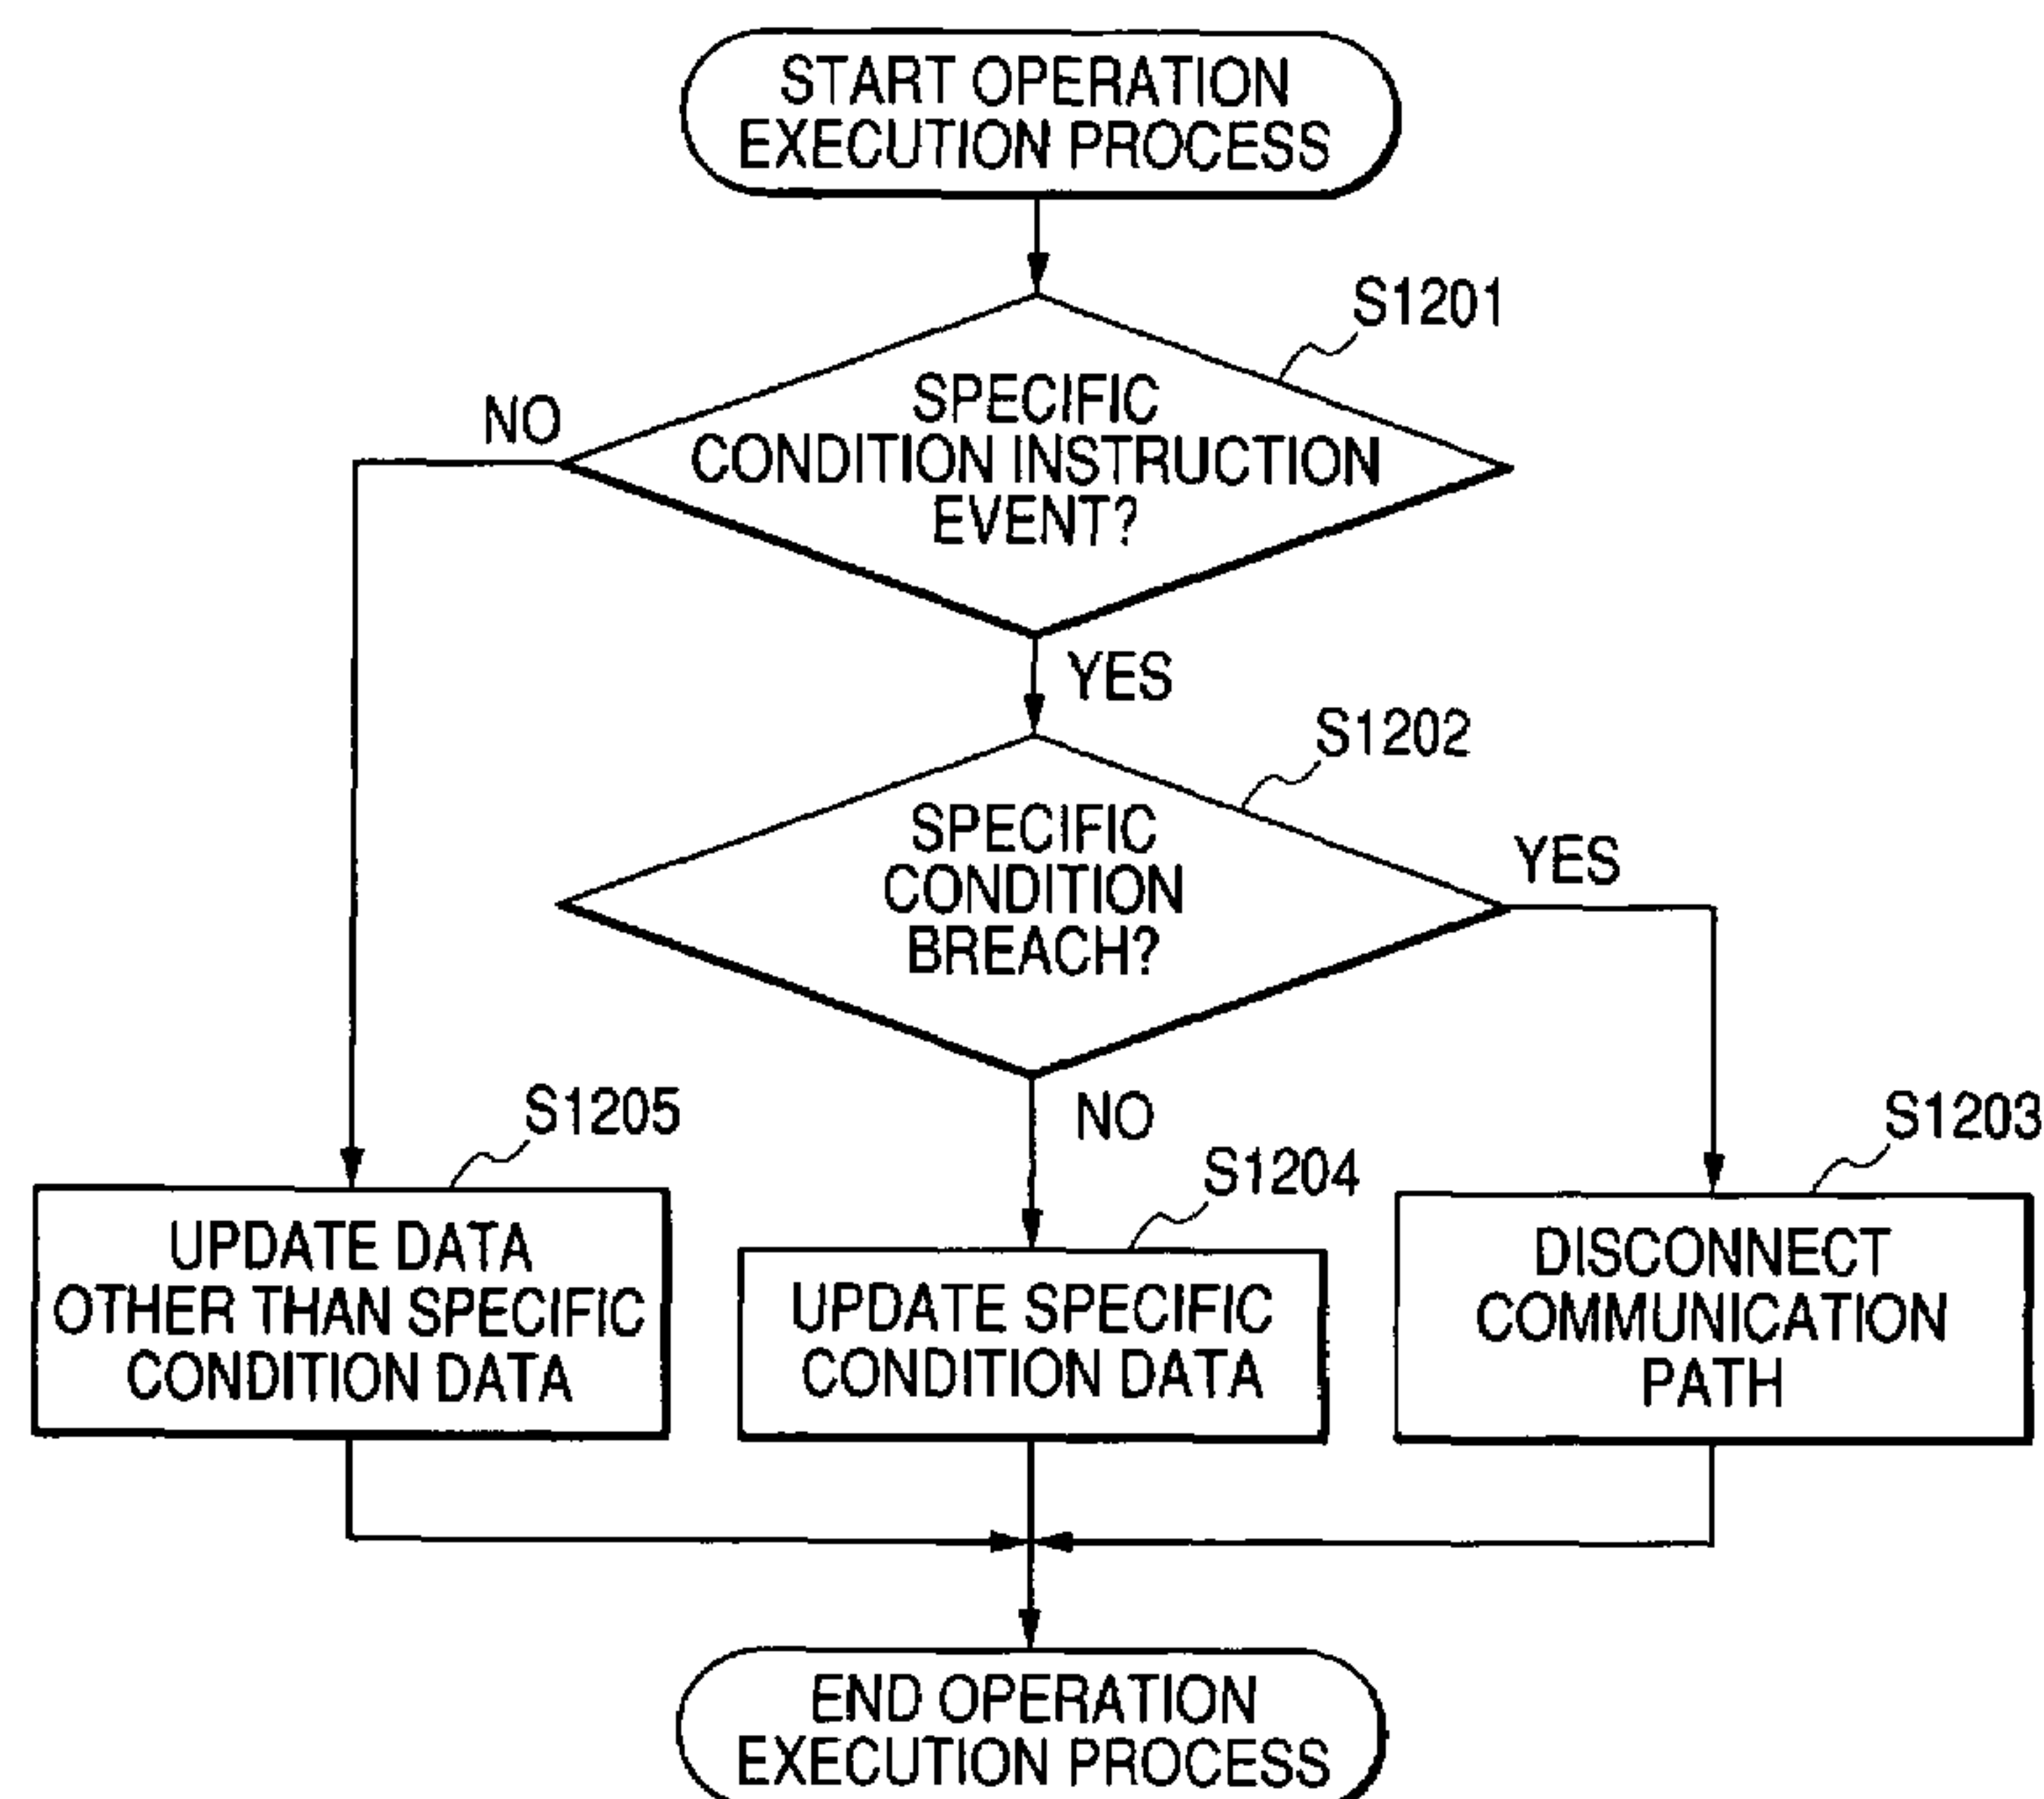 START OPERATION
EXECUTION PROCESS
S1201
SPECIFIC
CONDITION INSTRUCTION
EVENT?
NO
YES
S1202
SPECIFIC
CONDITION
BREACH?
YES
NO
S1205
UPDATE DATA
OTHER THAN SPECIFIC
CONDITION DATA
S1204
UPDATE SPECIFIC
CONDITION DATA
S1203
DISCONNECT
COMMUNICATION
PATH
END OPERATION
EXECUTION PROCESS